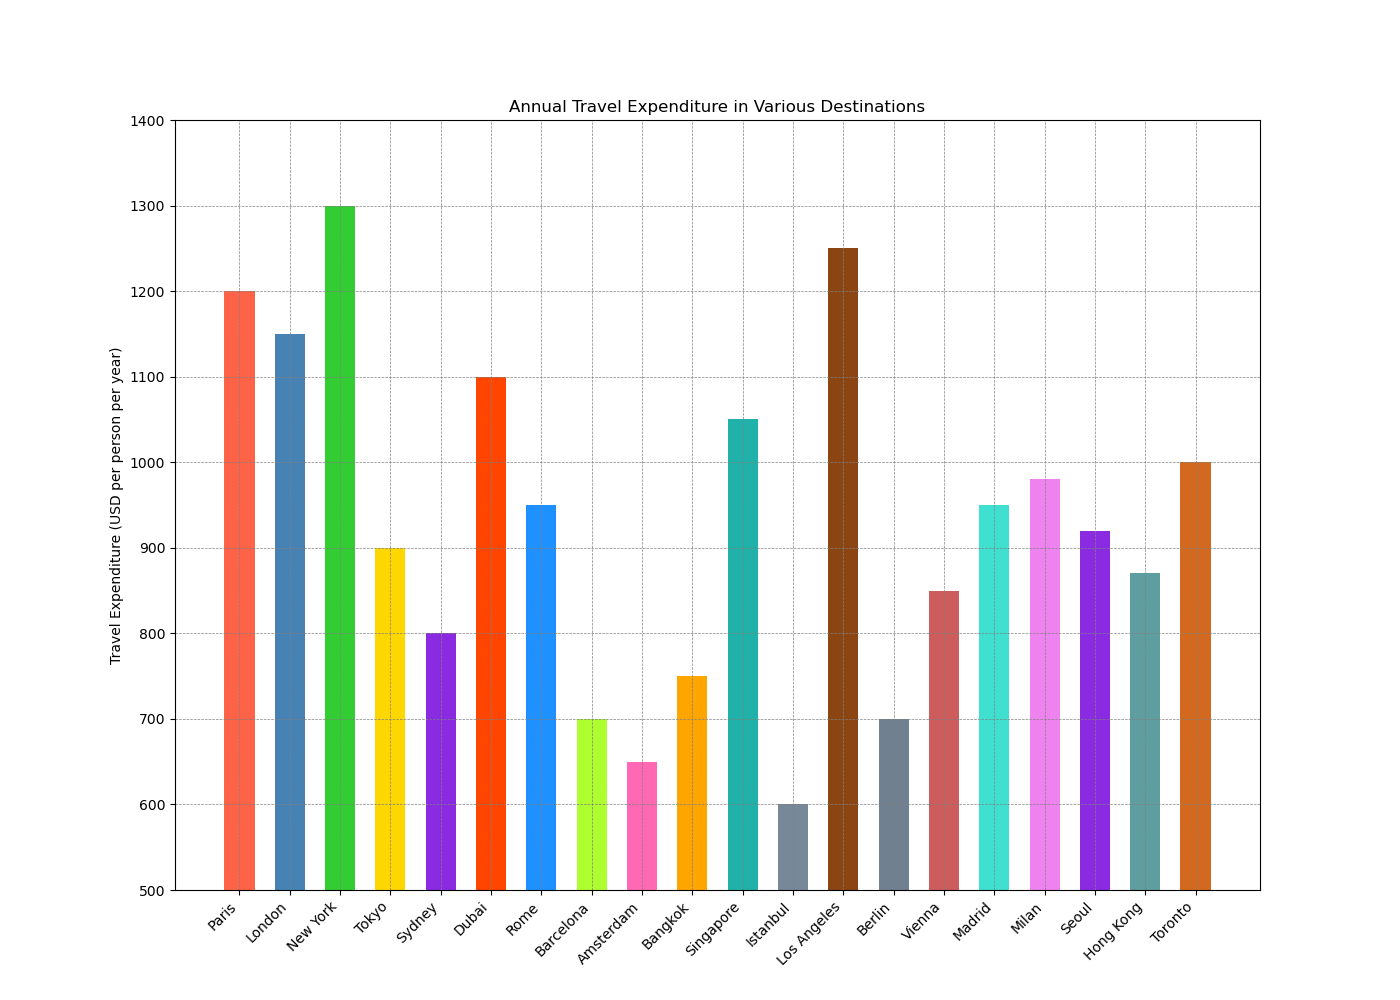 Annual Travel Expenditure in Various Destinations
Travel Expenditure (USD per person per year)
1400
1300
1200
1100
1000
900
800
700
600
500
Paris
London
New York
Tokyo
Sydney
Dubai
Rome
Barcelona
Amsterdam
Bangkok
Singapore
Istanbul
Los Angeles
Berlin
Vienna
Madrid
Milan
Seoul
Hong Kong
Toronto